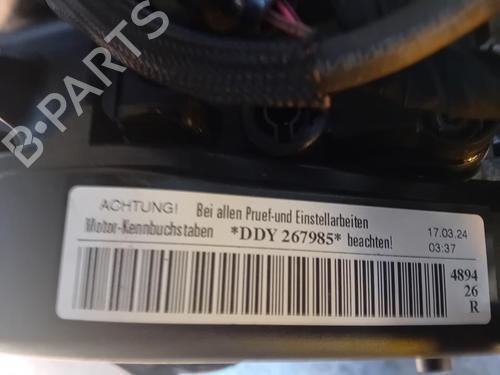 B-PARTS
ACHTUNG! Bei allen Pruef-und Einstellarbeiten
Motor-Kennbuchstaben *DDY 267985* beachten!
17.03.24
03:37
4894
26
R